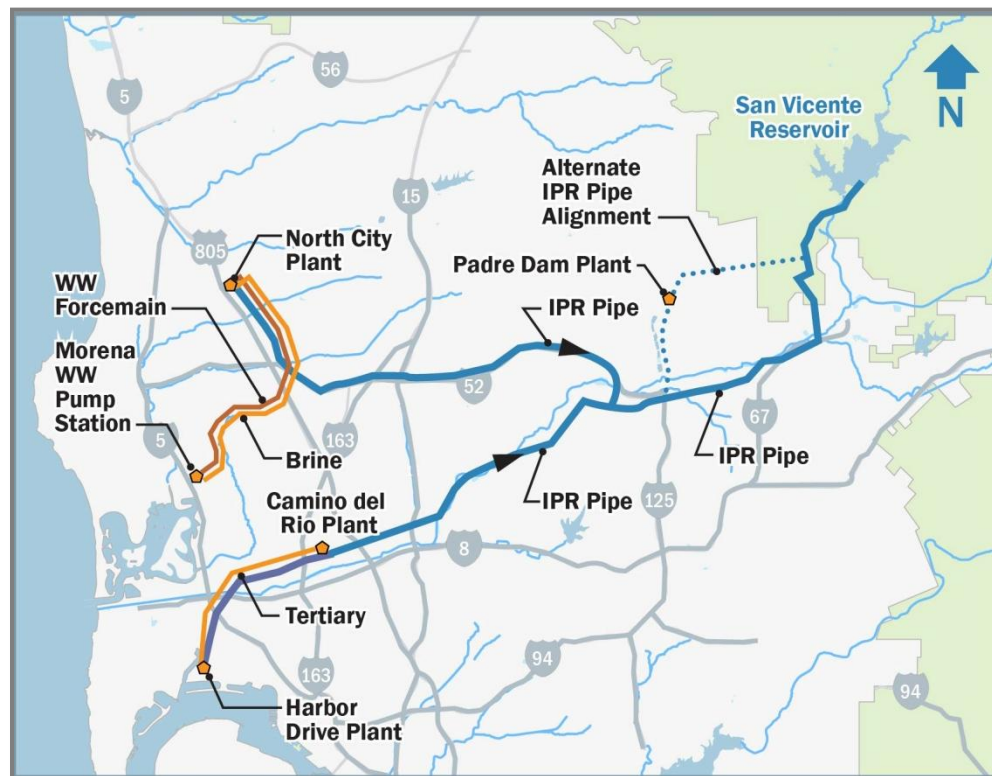 5
56
15
805
San Vicente
Reservoir
N
Alternate
IPR Pipe
Alignment
North City
Plant
Padre Dam Plant
WW
Forcemain
IPR Pipe
Morena
WW
Pump
Station
52
5
163
67
Brine
IPR Pipe
IPR Pipe
125
Camino del
Rio Plant
8
Tertiary
94
163
94
Harbor
Drive Plant